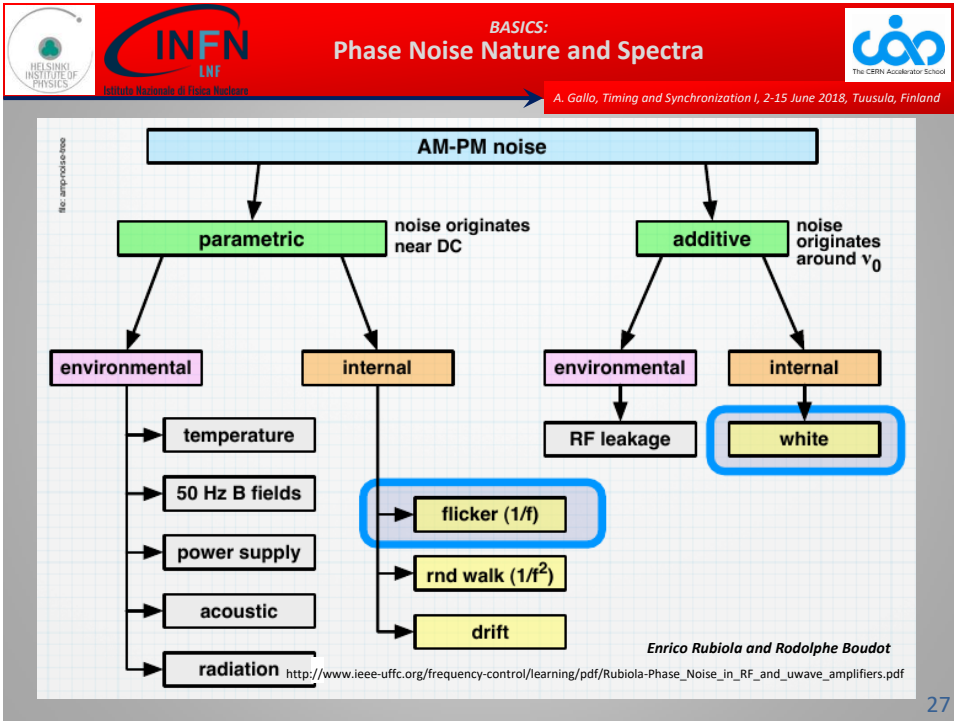 BASICS:
Phase Noise Nature and Spectra
HELSINKI
INSTITUTE OF
PHYSICS
INFN
LNF
Istituto Nazionale di Fisica Nucleare
CAS
The CERN Accelerator School
A. Gallo, Timing and Synchronization I, 2-15 June 2018, Tuusula, Finland
file: amp-noise-tree
AM-PM noise
parametric
noise originates
near DC
additive
noise
originates
around ν₀
environmental
internal
environmental
internal
temperature
50 Hz B fields
power supply
acoustic
radiation
flicker (1/f)
rnd walk (1/f²)
drift
RF leakage
white
Enrico Rubiola and Rodolphe Boudot
http://www.ieee-uffc.org/frequency-control/learning/pdf/Rubiola-Phase_Noise_in_RF_and_uwave_amplifiers.pdf
27